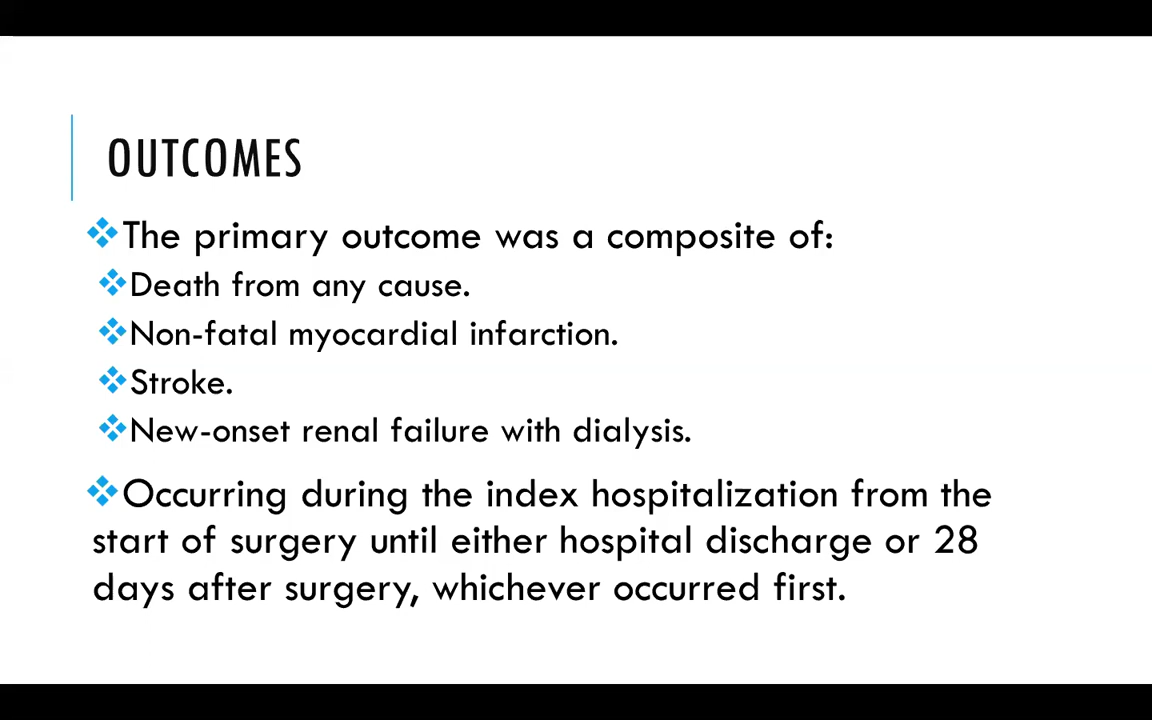 OUTCOMES
❖The primary outcome was a composite of:
❖Death from any cause.
❖Non-fatal myocardial infarction.
❖Stroke.
❖New-onset renal failure with dialysis.
❖Occurring during the index hospitalization from the
start of surgery until either hospital discharge or 28
days after surgery, whichever occurred first.